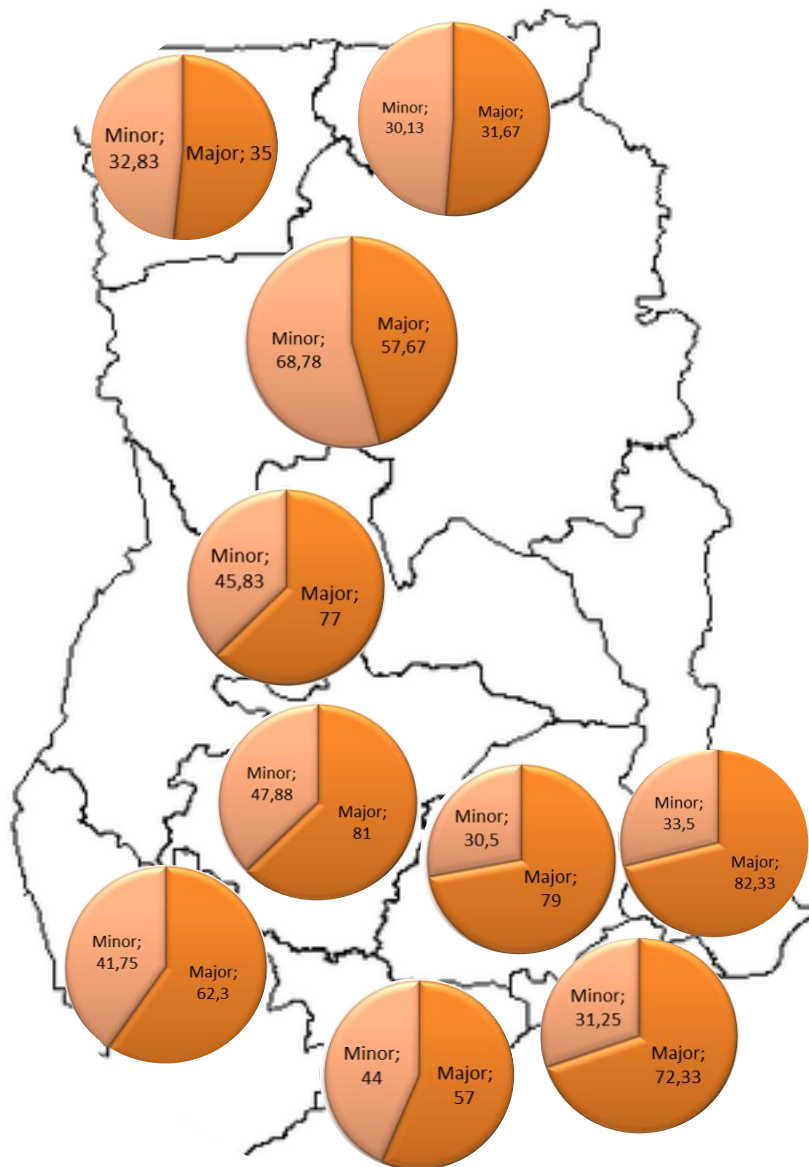 Minor;
32,83
Major; 35
Minor;
30,13
Major;
31,67
Minor;
68,78
Major;
57,67
Minor;
45,83
Major;
77
Minor;
47,88
Major;
81
Minor;
30,5
Major;
79
Minor;
33,5
Major;
82,33
Minor;
41,75
Major;
62,3
Minor;
44
Major;
57
Minor;
31,25
Major;
72,33